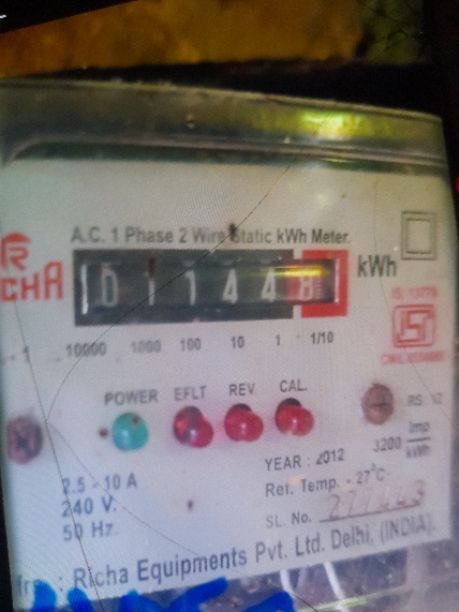 A.C. 1 Phase 2 Wire Static kWh Meter.
RICHA
0 1 1 4 4 8
kWh
10000 1000 100 10 1 1/10
POWER EFLT REV. CAL.
3200 Imp/kWh
2.5 - 10 A
240 V.
50 Hz.
YEAR : 2012
Ref. Temp. - 27°C
SL. No.
: Richa Equipments Pvt. Ltd. Delhi, (INDIA).